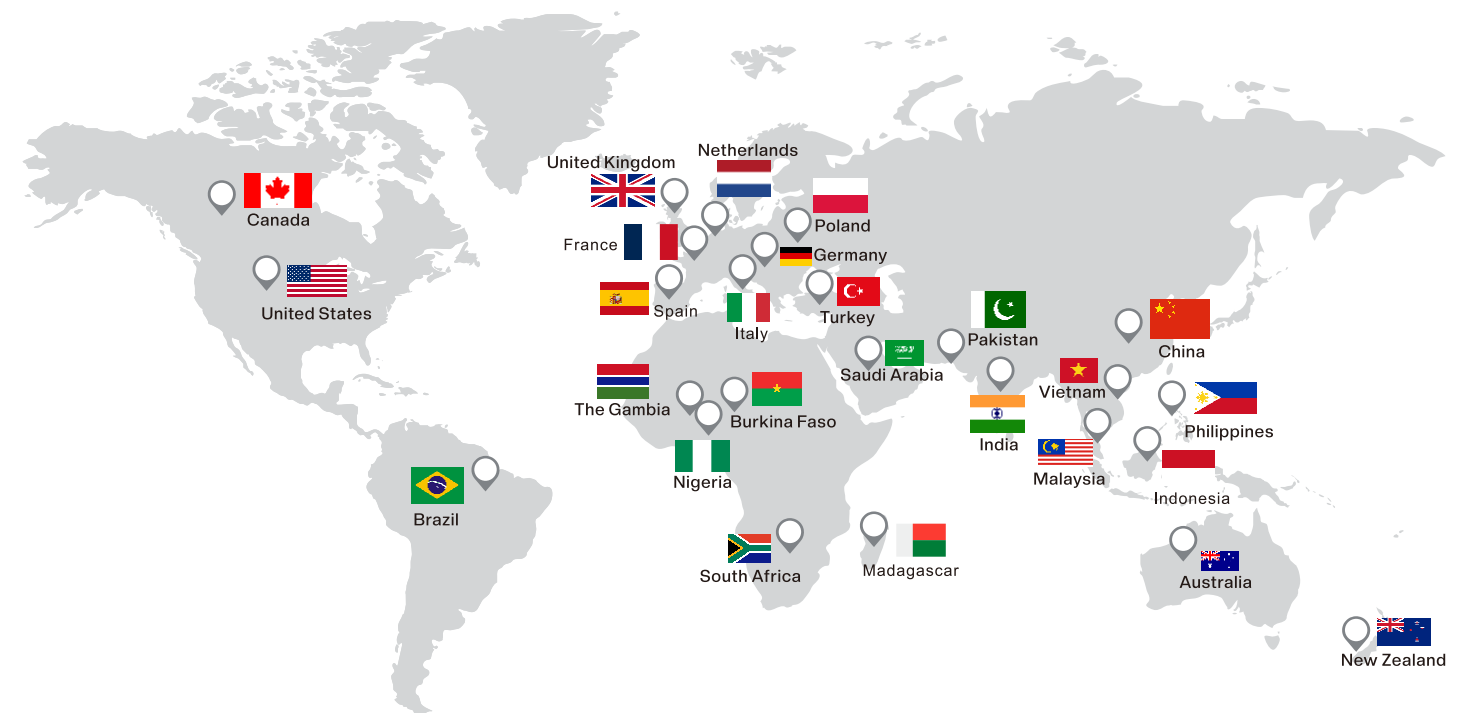 Netherlands
United Kingdom
Canada
Poland
France
Germany
United States
Spain
Italy
Turkey
Pakistan
China
Saudi Arabia
Vietnam
The Gambia
Burkina Faso
Philippines
India
Nigeria
Malaysia
Indonesia
Brazil
South Africa
Madagascar
Australia
New Zealand